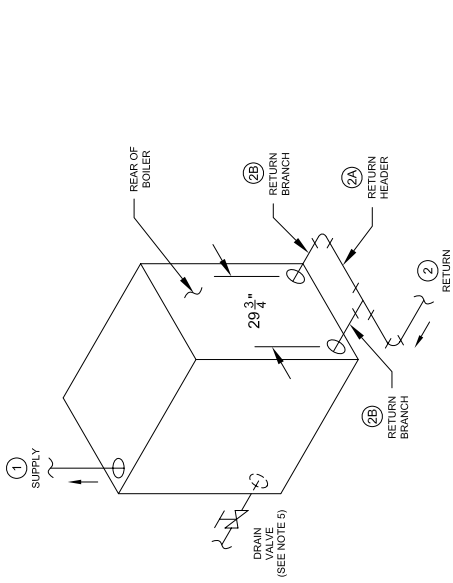 1
SUPPLY
REAR OF
BOILER
2B
RETURN
BRANCH
2A
RETURN
HEADER
29 3/4"
2
RETURN
2B
RETURN
BRANCH
DRAIN
VALVE
(SEE NOTE 5)